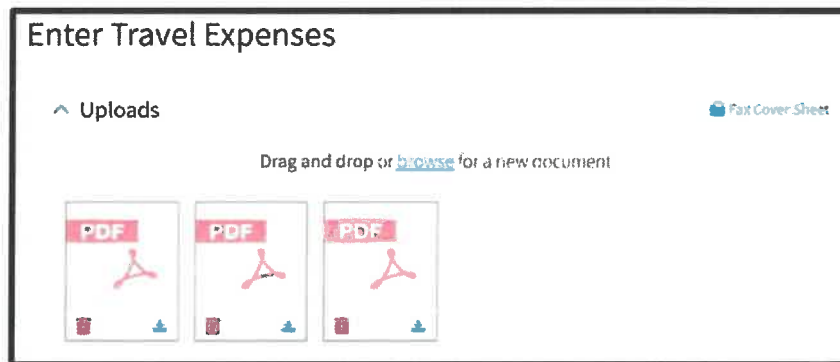 Enter Travel Expenses
Uploads
Fax Cover Sheet
Drag and drop or browse for a new document
PDF PDF PDF